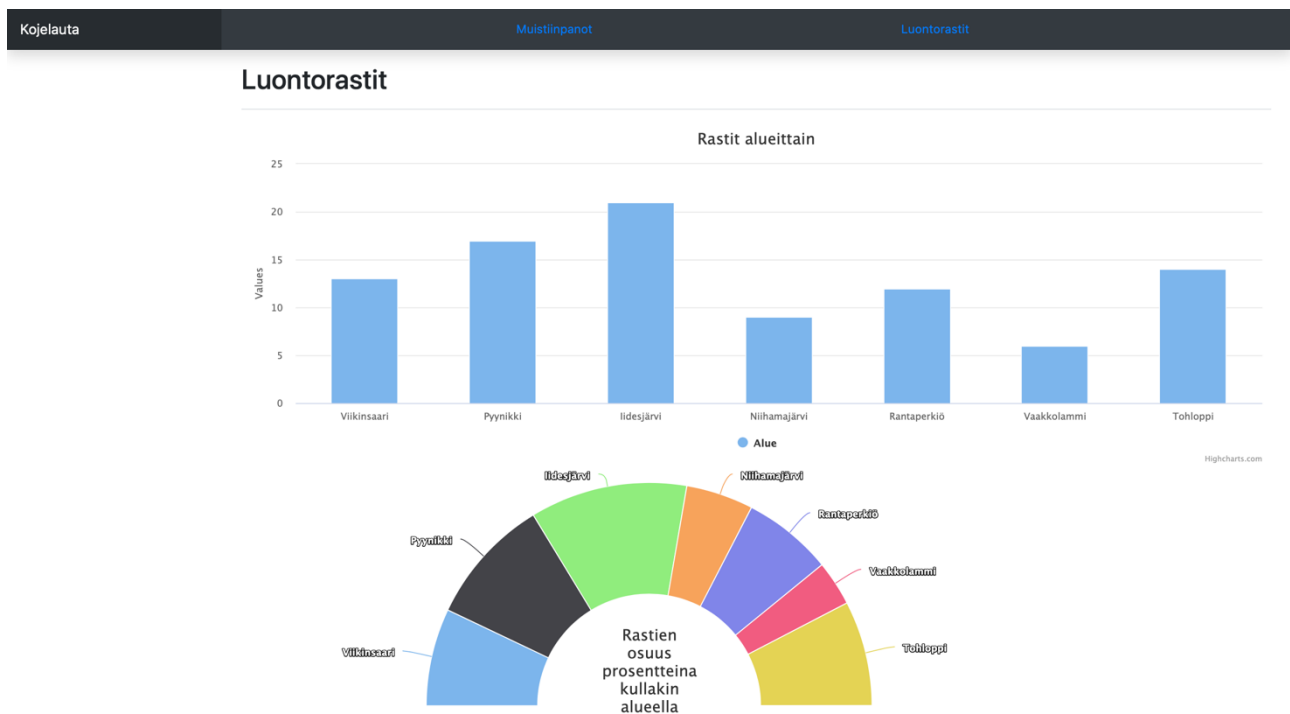 Kojelauta
Muistiinpanot
Luontorastit
Luontorastit
Rastit alueittain
25
20
15
10
5
0
Values
Viikinsaari
Pyynikki
Iidesjärvi
Niihamajärvi
Rantaperkiö
Vaakkolammi
Tohloppi
Alue
Highcharts.com
Iidesjärvi
Niihamajärvi
Pyynikki
Rantaperkiö
Vaakkolammi
Viikinsaari
Tohloppi
Rastien
osuus
prosentteina
kullakin
alueella